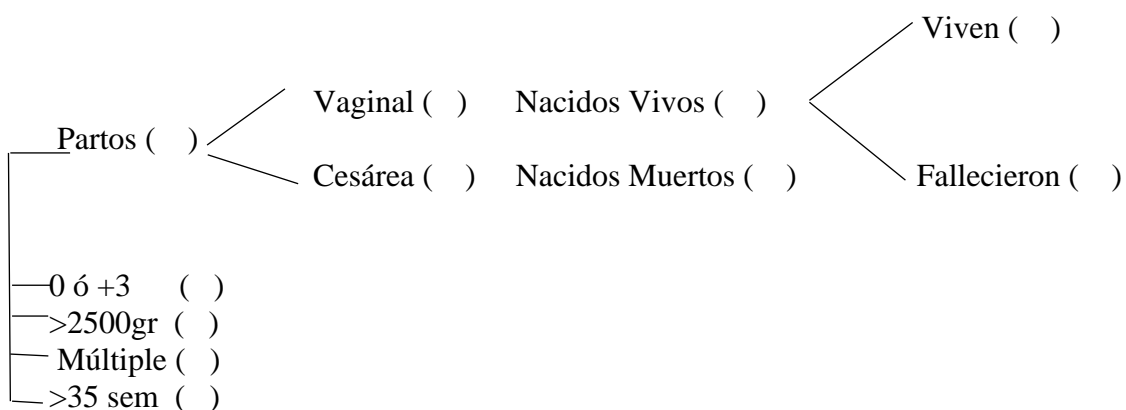 Viven (   )
Vaginal (   )   Nacidos Vivos (   )
Partos (   )
Cesárea (   )   Nacidos Muertos (   )   Fallecieron (   )
0 ó +3   (   )
>2500gr (   )
Múltiple (   )
>35 sem (   )